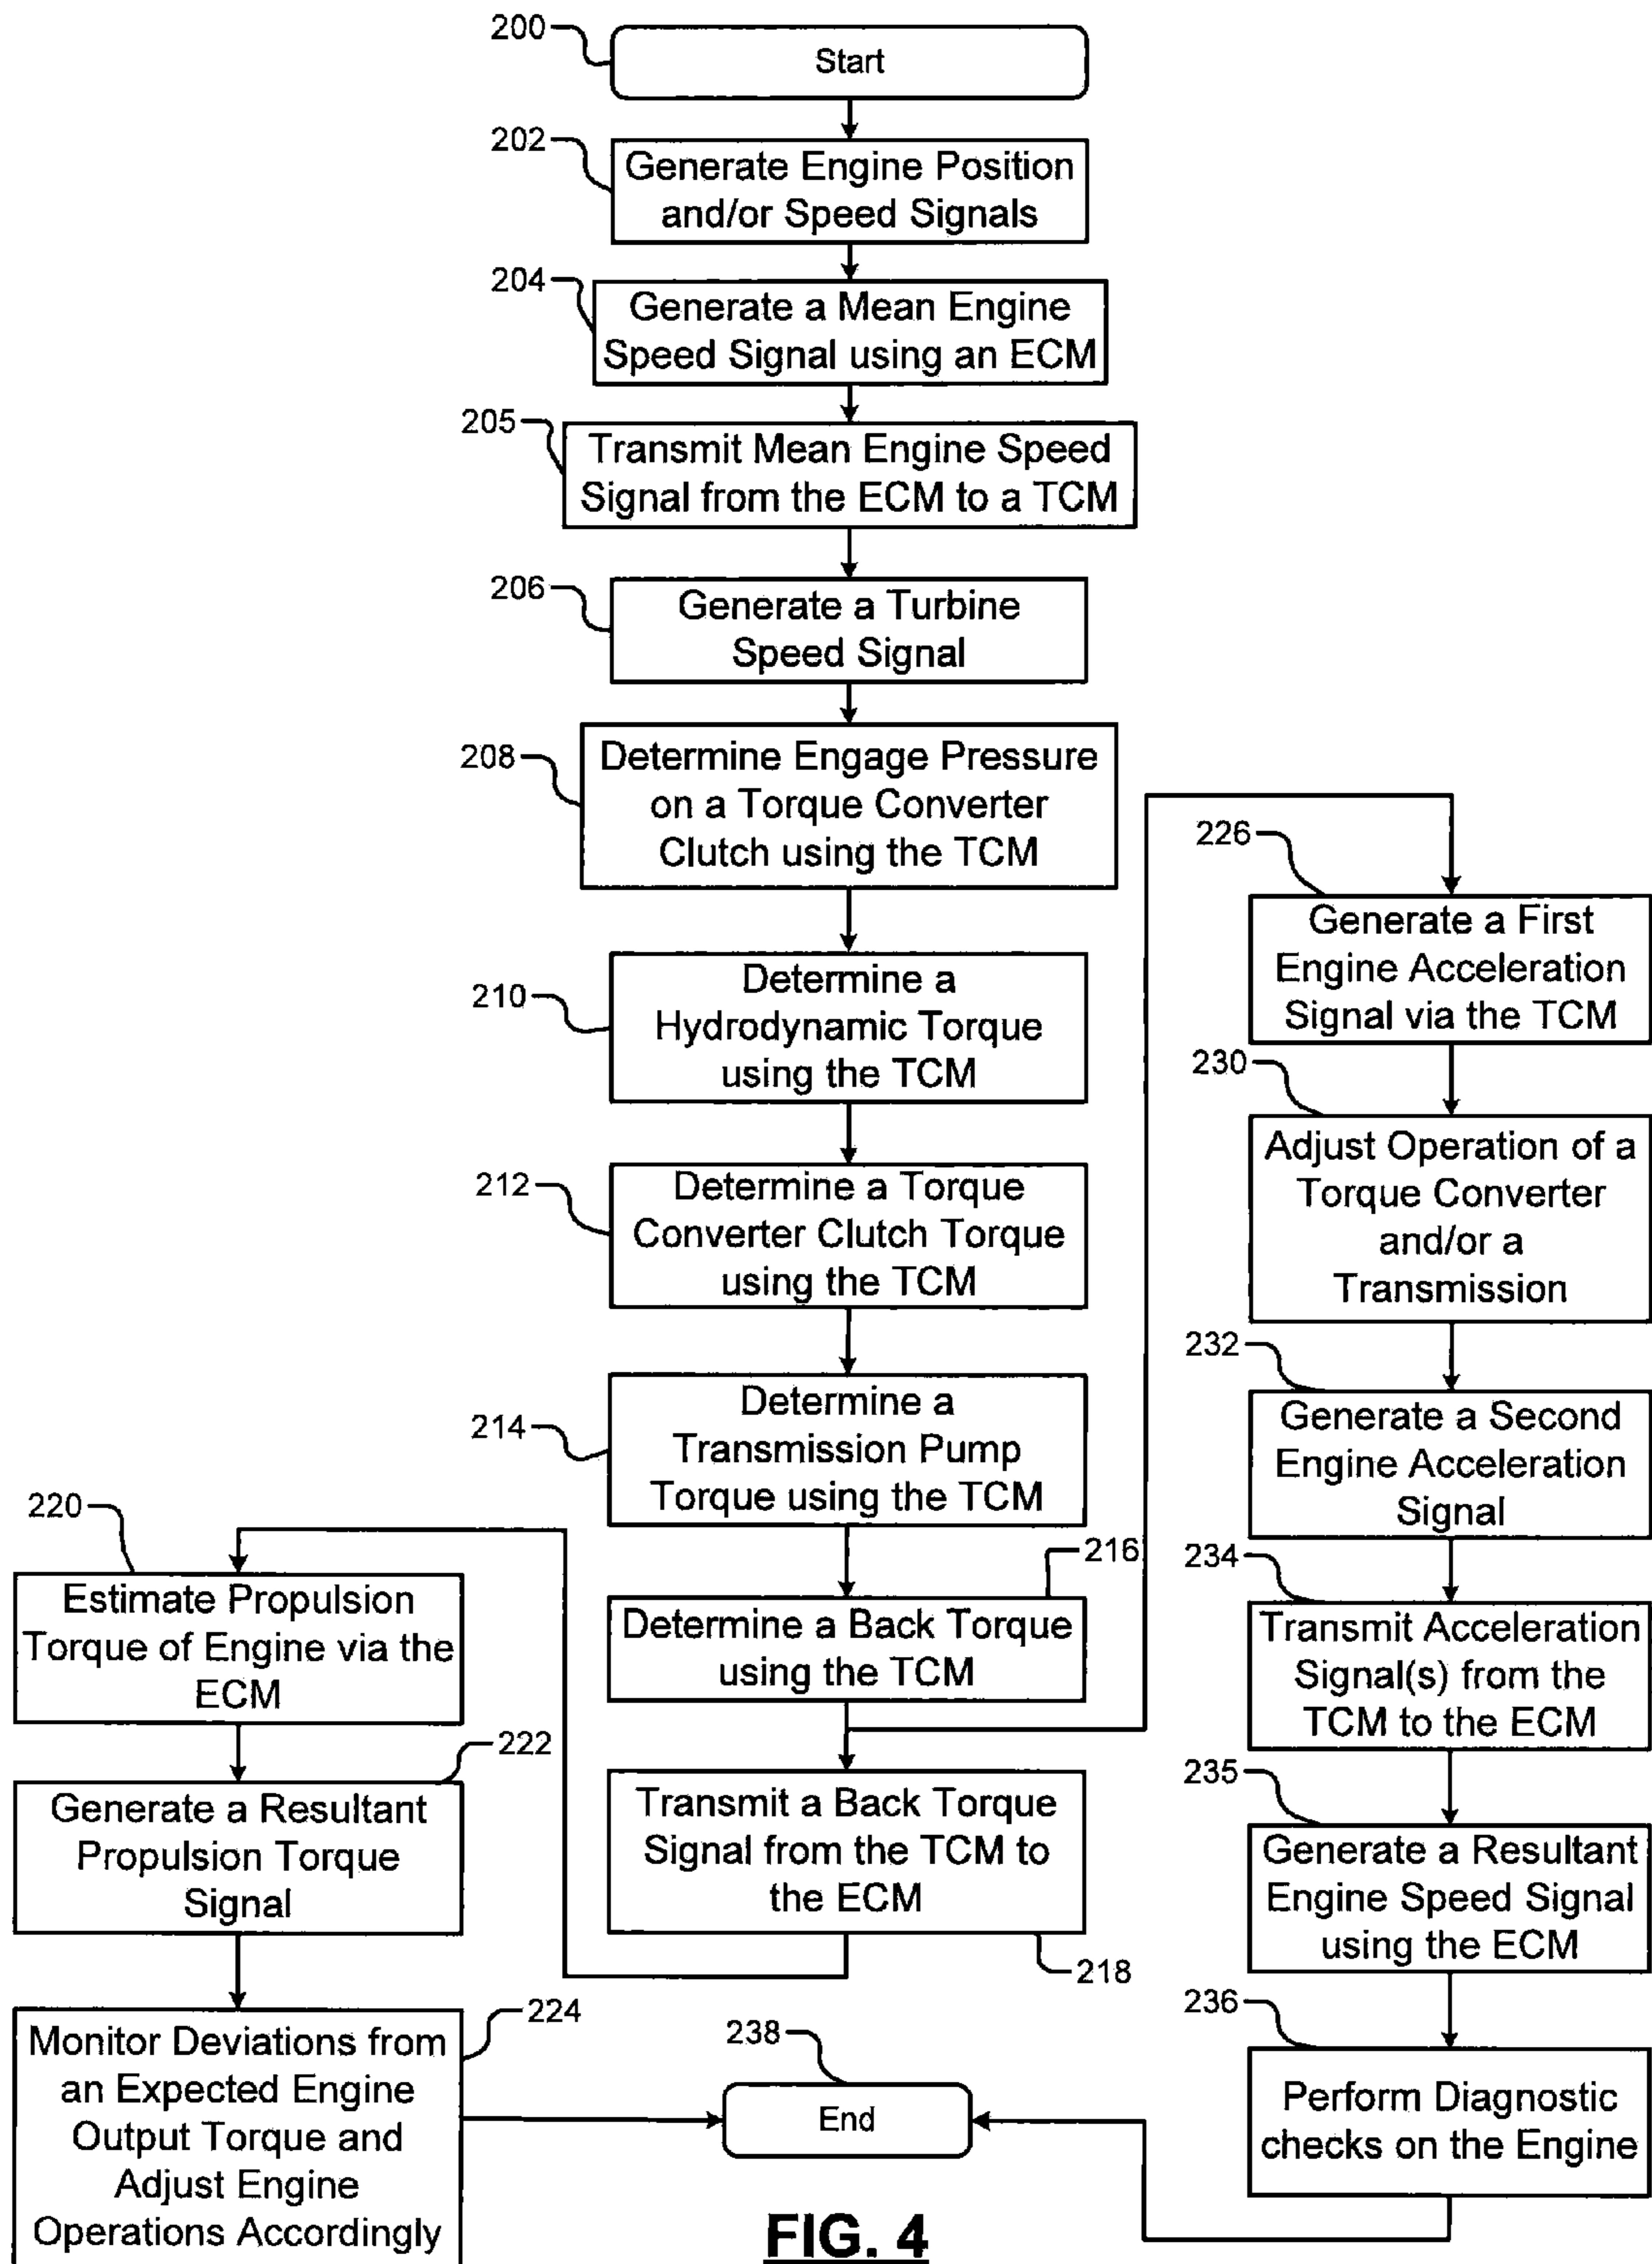 200
Start
202
Generate Engine Position
and/or Speed Signals
204
Generate a Mean Engine
Speed Signal using an ECM
205
Transmit Mean Engine Speed
Signal from the ECM to a TCM
206
Generate a Turbine
Speed Signal
208
Determine Engage Pressure
on a Torque Converter
Clutch using the TCM
210
Determine a
Hydrodynamic Torque
using the TCM
212
Determine a Torque
Converter Clutch Torque
using the TCM
214
Determine a
Transmission Pump
Torque using the TCM
216
Determine a Back Torque
using the TCM
Transmit a Back Torque
Signal from the TCM to
the ECM
218
220
Estimate Propulsion
Torque of Engine via the
ECM
222
Generate a Resultant
Propulsion Torque
Signal
224
Monitor Deviations from
an Expected Engine
Output Torque and
Adjust Engine
Operations Accordingly
226
Generate a First
Engine Acceleration
Signal via the TCM
230
Adjust Operation of a
Torque Converter
and/or a
Transmission
232
Generate a Second
Engine Acceleration
Signal
234
Transmit Acceleration
Signal(s) from the
TCM to the ECM
235
Generate a Resultant
Engine Speed Signal
using the ECM
236
Perform Diagnostic
checks on the Engine
238
End
FIG. 4